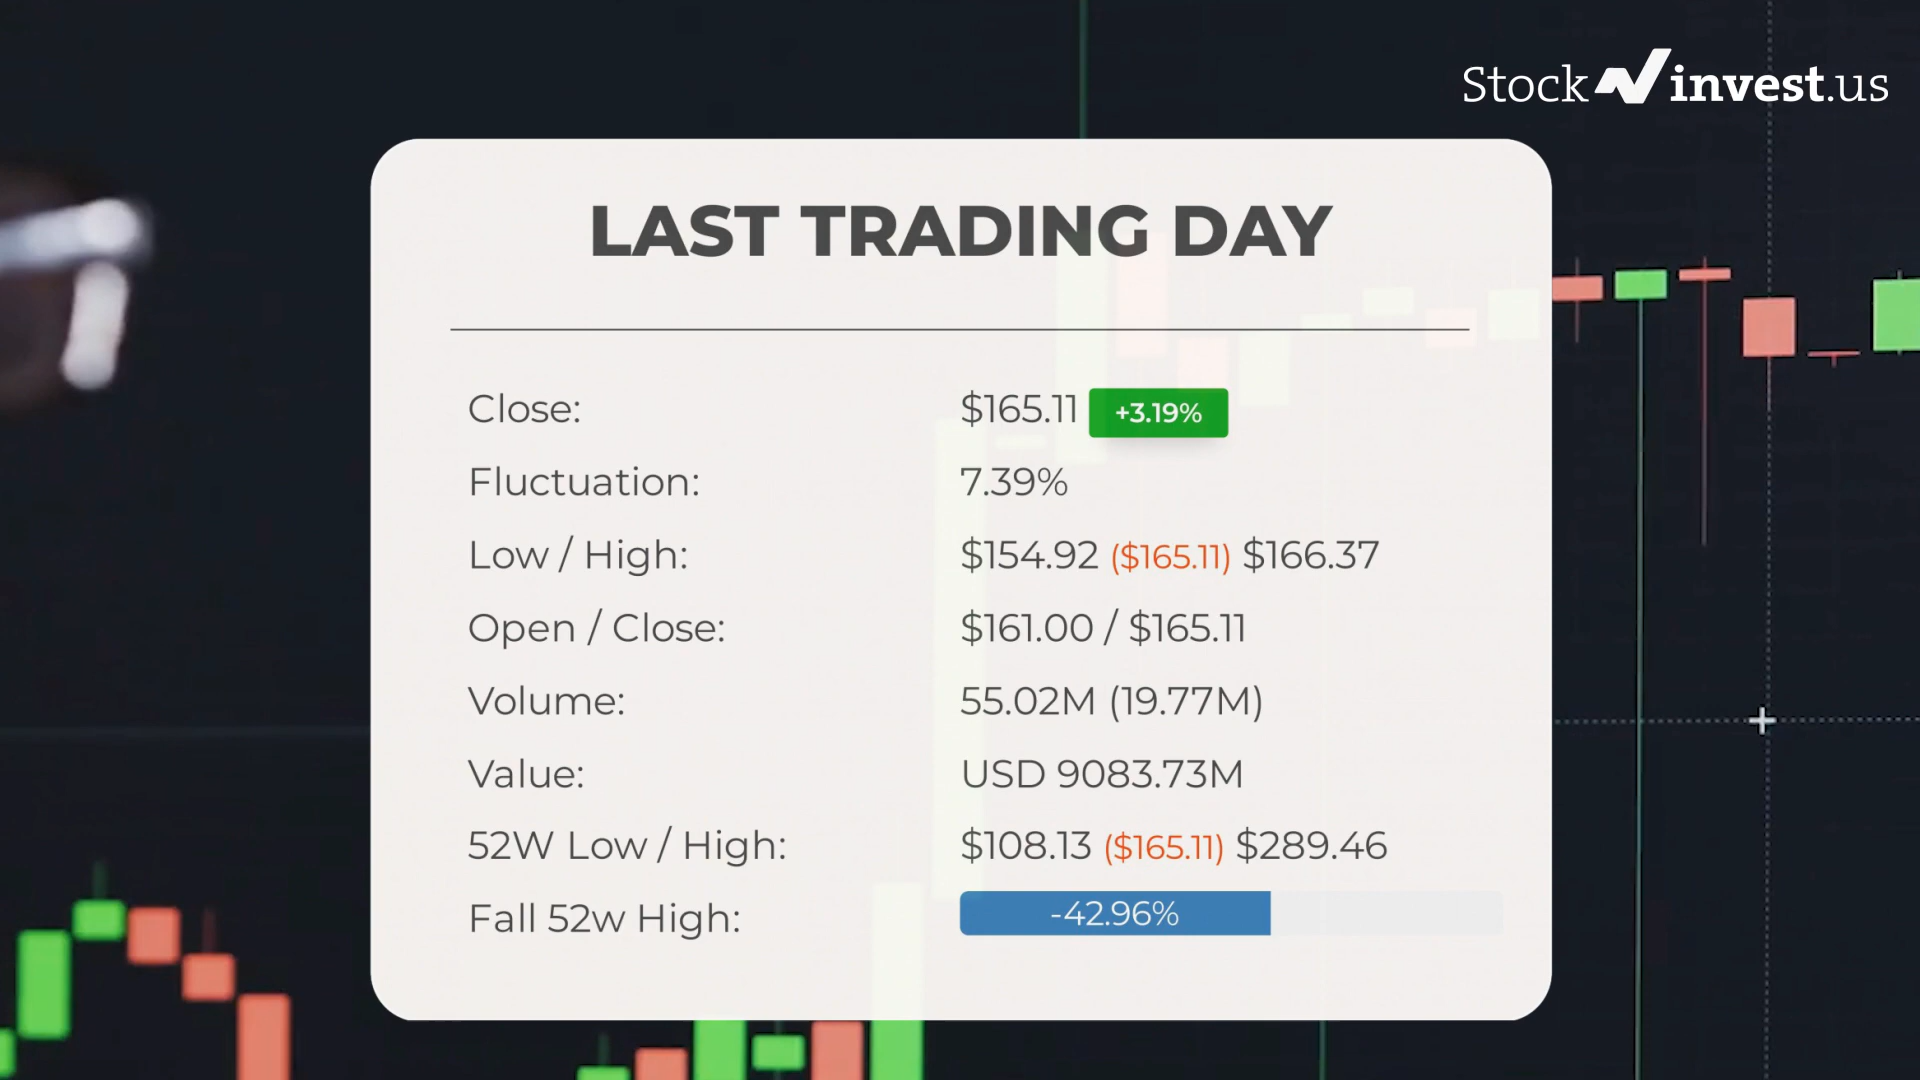 Stock invest.us
LAST TRADING DAY
Close: $165.11 +3.19%
Fluctuation: 7.39%
Low / High: $154.92 ($165.11) $166.37
Open / Close: $161.00 / $165.11
Volume: 55.02M (19.77M)
Value: USD 9083.73M
52W Low / High: $108.13 ($165.11) $289.46
Fall 52w High: -42.96%